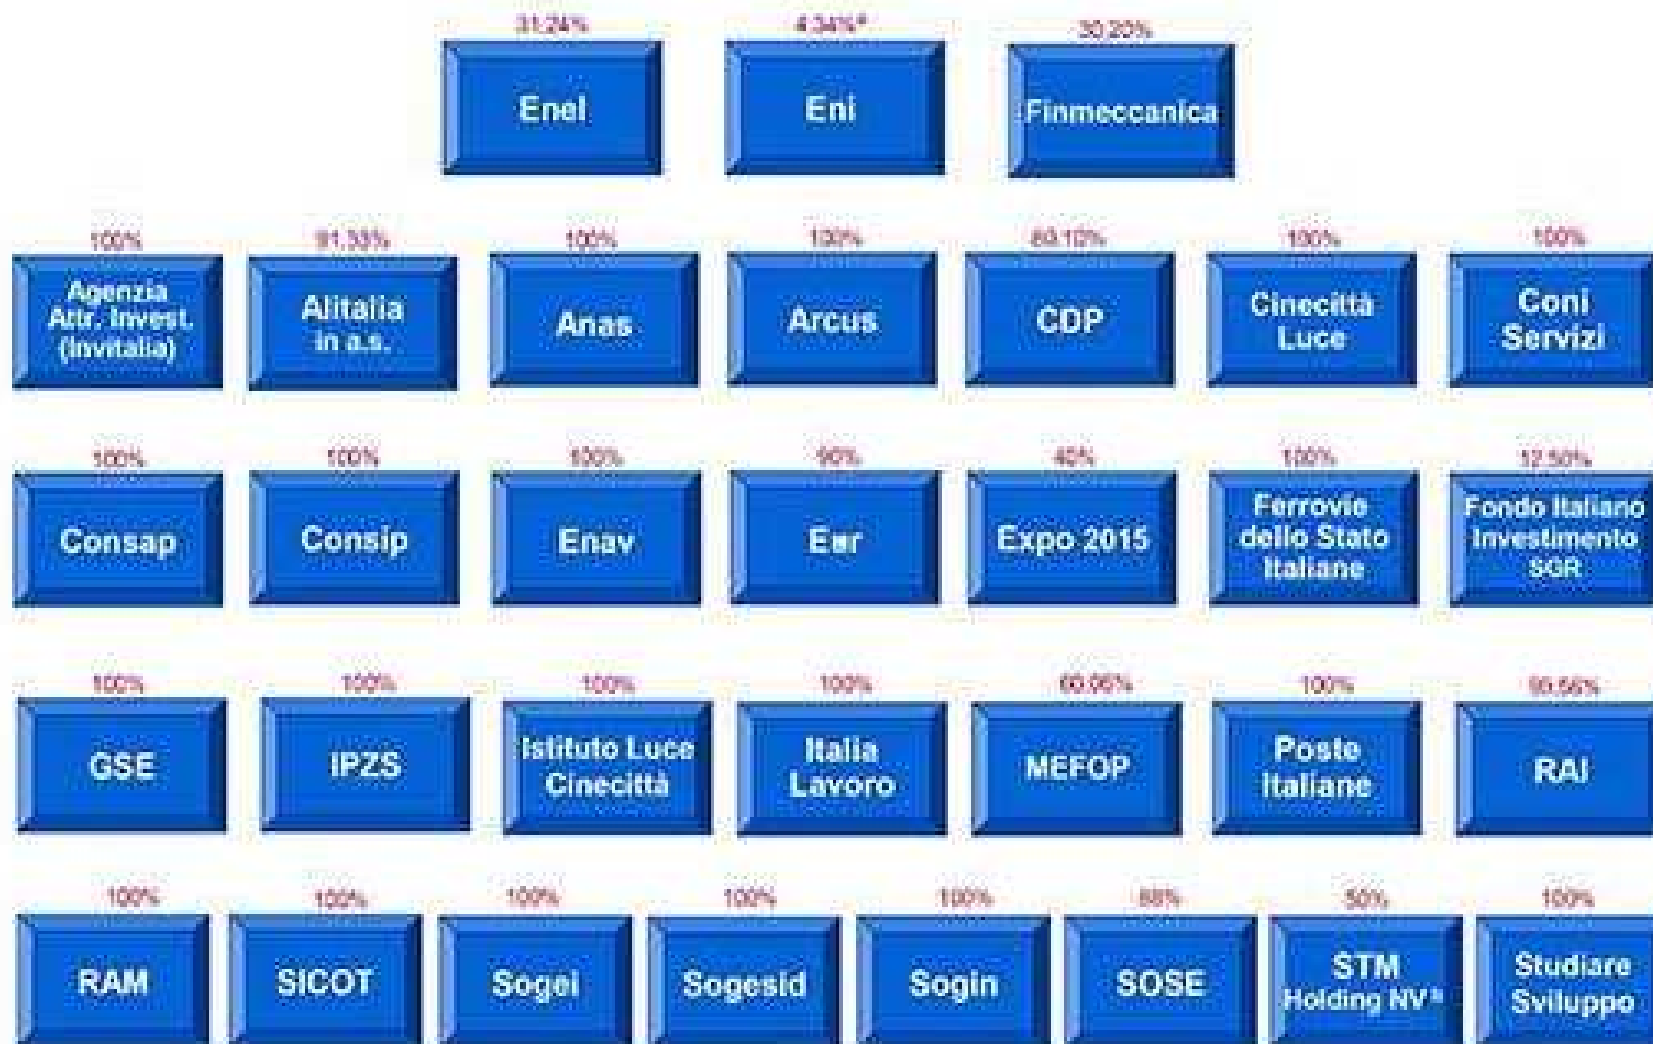 31,24% 4,34%* 30,20%
Enel Eni Finmeccanica
100% 100% 100% 100% 100%
Agenzia
Attr. Invest.
(Invitalia)
Alitalia
in a.s.
Anas
Arcus
CDP
Cinecittà
Luce
Coni
Servizi
100% 100% 100% 90% 40% 100% 12,50%
Consap
Consip
Enav
Eur
Expo 2015
Ferrovie
dello Stato
Italiane
Fondo Italiano
Investimento
SGR
100% 100% 100% 100% 100%
GSE
IPZS
Istituto Luce
Cinecittà
Italia
Lavoro
MEFOP
Poste
Italiane
RAI
100% 100% 100% 100% 100% 88% 50% 100%
RAM
SICOT
Sogei
Sogesid
Sogin
SOSE
STM
Holding NV
Studiare
Sviluppo